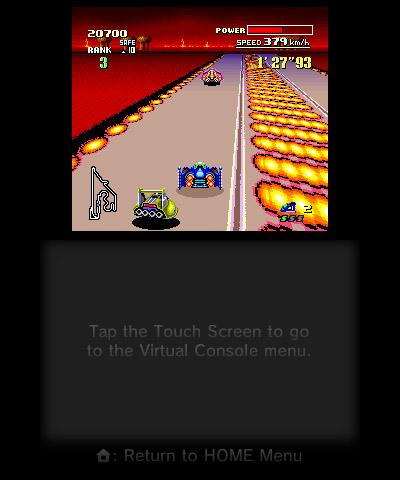 20700
POWER
SAFE
SPEED 379 km/h
RANK 10
3
1'27"93
2
Tap the Touch Screen to go
to the Virtual Console menu.
: Return to HOME Menu